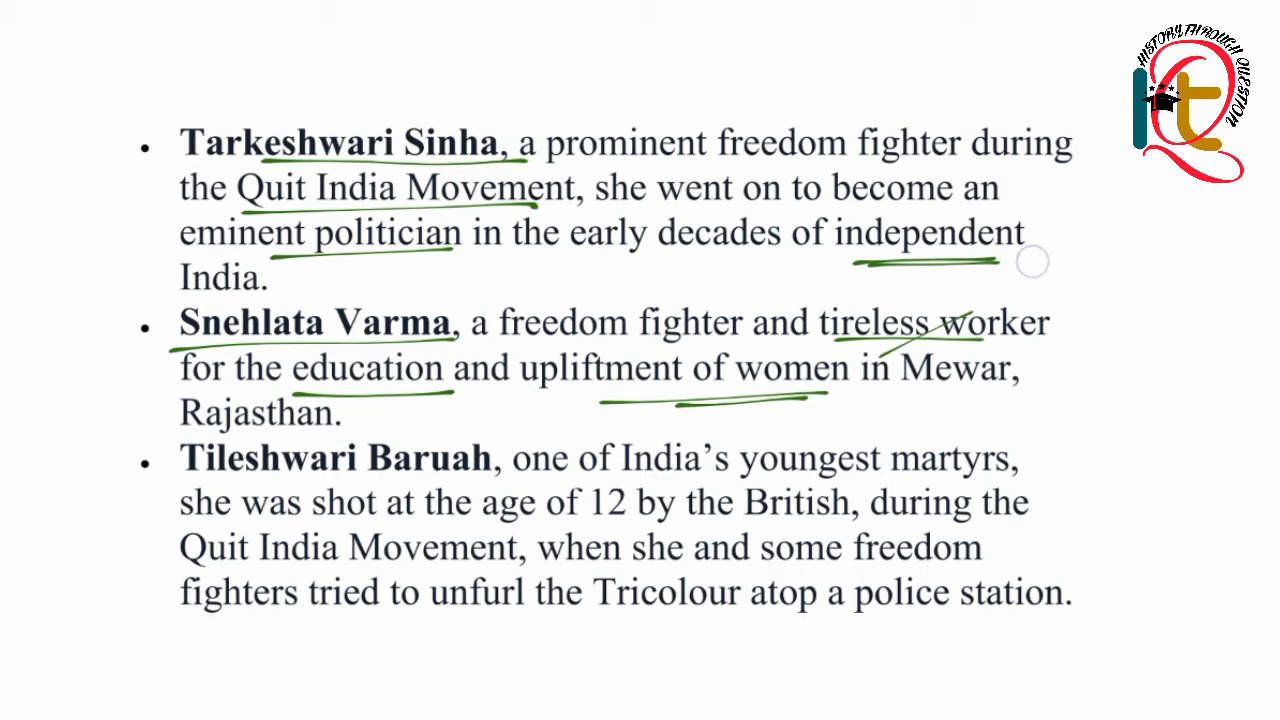 HISTORY THROUGH QUESTION
• Tarkeshwari Sinha, a prominent freedom fighter during
the Quit India Movement, she went on to become an
eminent politician in the early decades of independent
India.
• Snehlata Varma, a freedom fighter and tireless worker
for the education and upliftment of women in Mewar,
Rajasthan.
• Tileshwari Baruah, one of India’s youngest martyrs,
she was shot at the age of 12 by the British, during the
Quit India Movement, when she and some freedom
fighters tried to unfurl the Tricolour atop a police station.